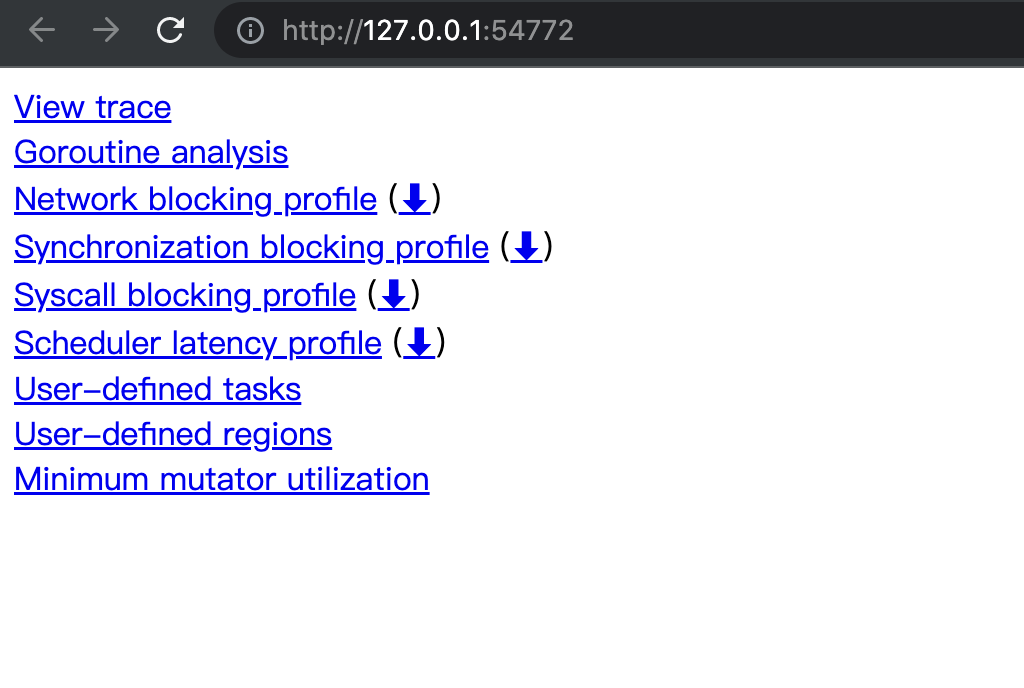 http://127.0.0.1:54772
View trace
Goroutine analysis
Network blocking profile (⬇)
Synchronization blocking profile (⬇)
Syscall blocking profile (⬇)
Scheduler latency profile (⬇)
User-defined tasks
User-defined regions
Minimum mutator utilization